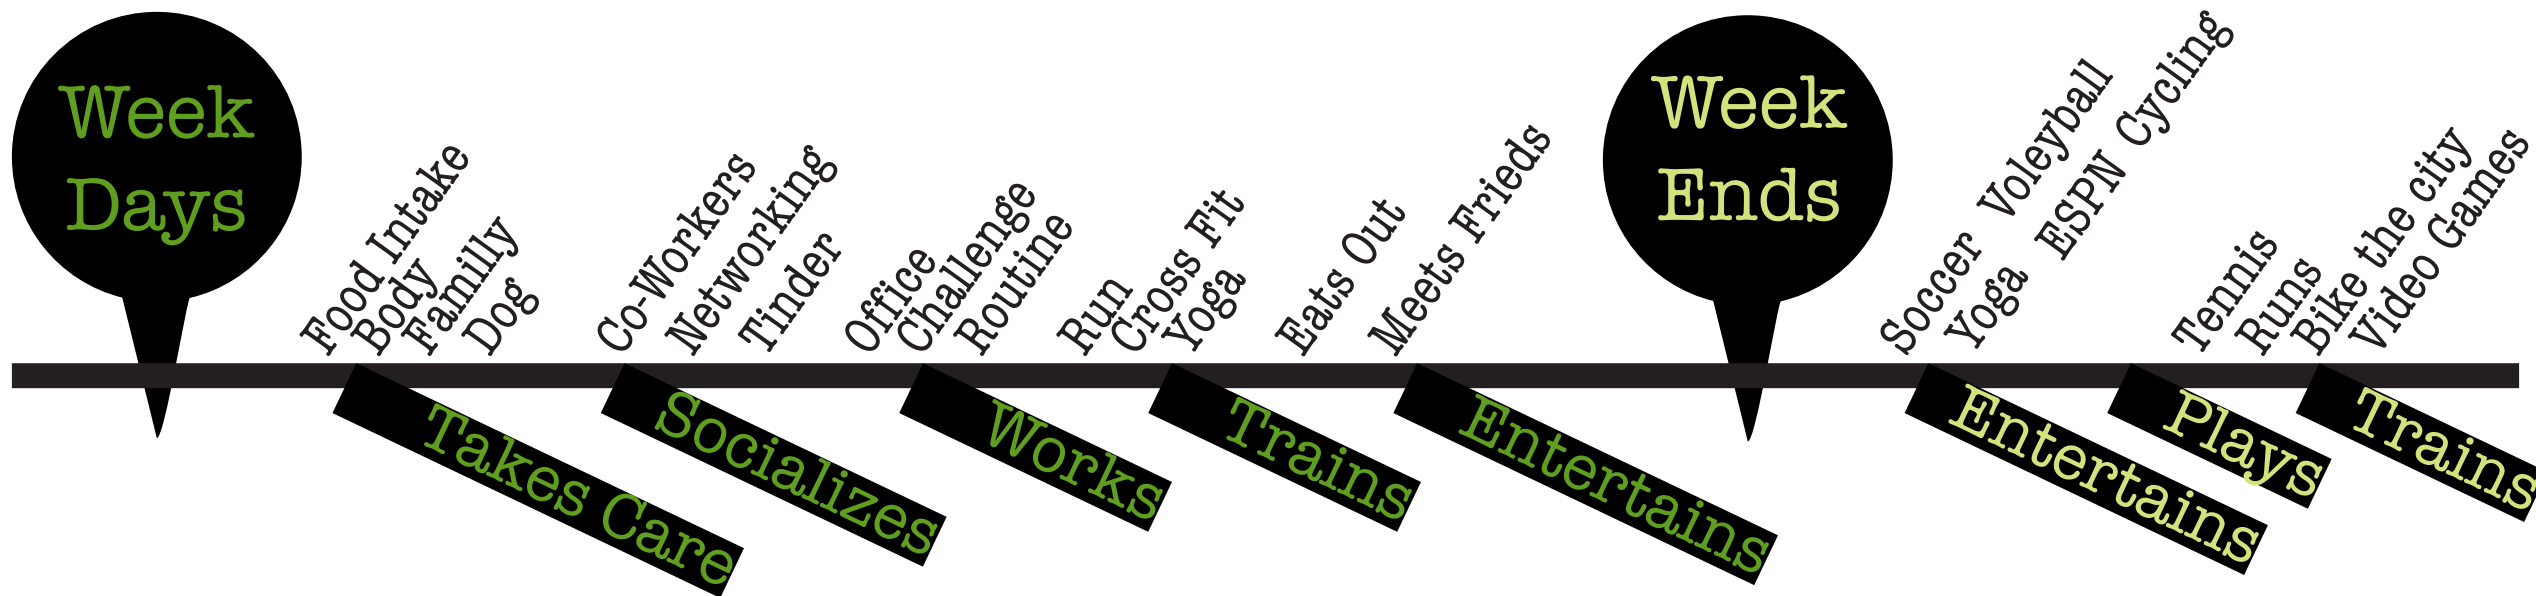 Week
Days
Food Intake
Body
Familly
Dog
Takes Care
Co-Workers
Networking
Tinder
Socializes
Office
Challenge
Routine
Works
Run
Cross Fit
Yoga
Trains
Eats Out
Meets Frieds
Entertains
Week
Ends
Soccer Voleyball
Yoga ESPN Cycling
Entertains
Tennis
Runs
Plays
Bike the city
Video Games
Trains